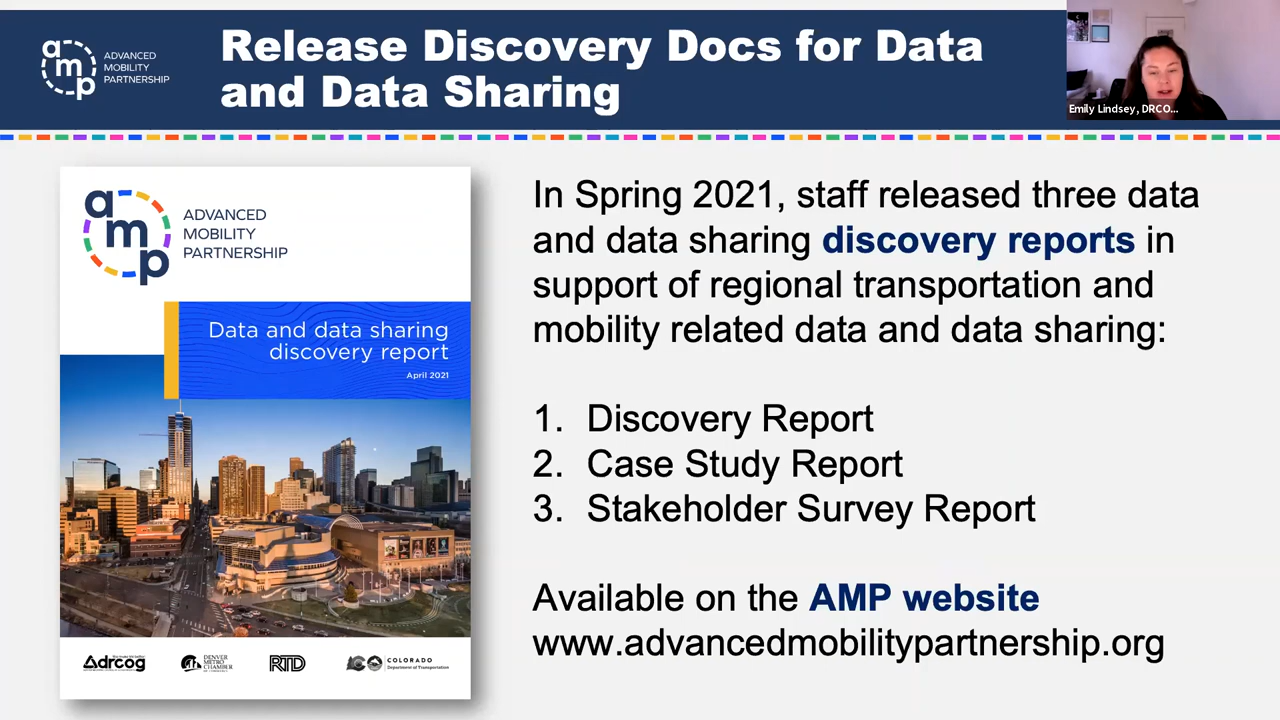 a m p
ADVANCED
MOBILITY
PARTNERSHIP
Release Discovery Docs for Data
and Data Sharing
Emily Lindsey, DRCO...
a m p
ADVANCED
MOBILITY
PARTNERSHIP
Data and data sharing
discovery report
April 2021
drcog
DENVER
METRO
CHAMBER
RTD
COLORADO
Department of Transportation
In Spring 2021, staff released three data
and data sharing discovery reports in
support of regional transportation and
mobility related data and data sharing:
1. Discovery Report
2. Case Study Report
3. Stakeholder Survey Report
Available on the AMP website
www.advancedmobilitypartnership.org